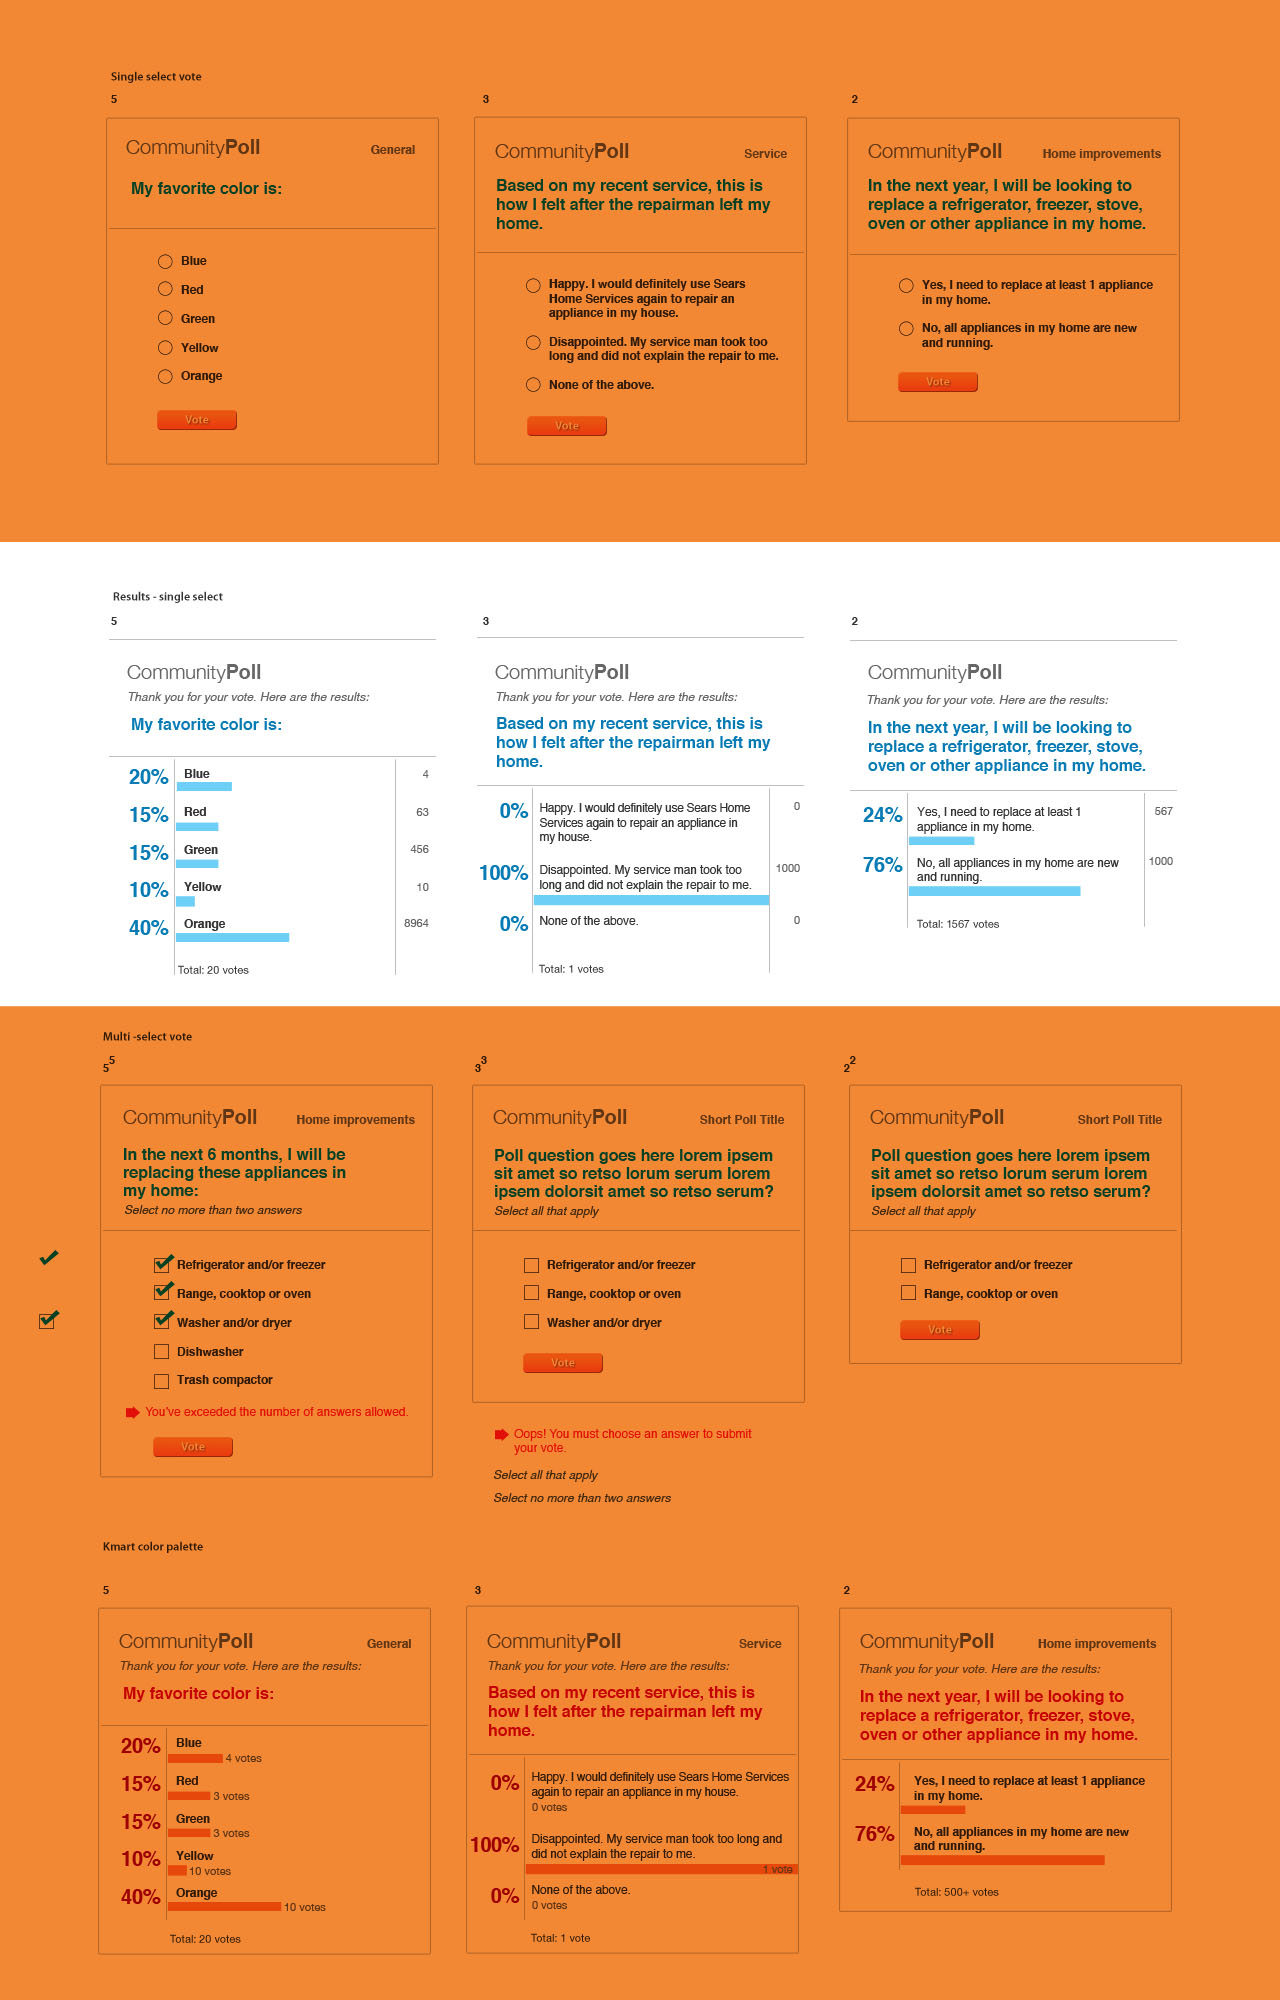 Single select vote
5
CommunityPoll
General
My favorite color is:
Blue
Red
Green
Yellow
Orange
Vote
3
CommunityPoll
Service
Based on my recent service, this is
how I felt after the repairman left my
home.
Happy. I would definitely use Sears
Home Services again to repair an
appliance in my house.
Disappointed. My service man took too
long and did not explain the repair to me.
None of the above.
Vote
2
CommunityPoll
Home improvements
In the next year, I will be looking to
replace a refrigerator, freezer, stove,
oven or other appliance in my home.
Yes, I need to replace at least 1 appliance
in my home.
No, all appliances in my home are new
and running.
Vote
Results - single select
5
CommunityPoll
Thank you for your vote. Here are the results:
My favorite color is:
20% Blue 4
15% Red 63
15% Green 456
10% Yellow 10
40% Orange 8964
Total: 20 votes
3
CommunityPoll
Thank you for your vote. Here are the results:
Based on my recent service, this is
how I felt after the repairman left my
home.
0% Happy. I would definitely use Sears Home 0
Services again to repair an appliance in
my house.
100% Disappointed. My service man took too 1000
long and did not explain the repair to me.
0% None of the above. 0
Total: 1 votes
2
CommunityPoll
Thank you for your vote. Here are the results:
In the next year, I will be looking to
replace a refrigerator, freezer, stove,
oven or other appliance in my home.
24% Yes, I need to replace at least 1 567
appliance in my home.
76% No, all appliances in my home are new 1000
and running.
Total: 1567 votes
Multi -select vote
5
5
CommunityPoll
Home improvements
In the next 6 months, I will be
replacing these appliances in
my home:
Select no more than two answers
Refrigerator and/or freezer
Range, cooktop or oven
Washer and/or dryer
Dishwasher
Trash compactor
You've exceeded the number of answers allowed.
Vote
3
3
CommunityPoll
Short Poll Title
Poll question goes here lorem ipsem
sit amet so retso lorum serum lorem
ipsem dolorsit amet so retso serum?
Select all that apply
Refrigerator and/or freezer
Range, cooktop or oven
Washer and/or dryer
Vote
Oops! You must choose an answer to submit
your vote.
Select all that apply
Select no more than two answers
2
2
CommunityPoll
Short Poll Title
Poll question goes here lorem ipsem
sit amet so retso lorum serum lorem
ipsem dolorsit amet so retso serum?
Select all that apply
Refrigerator and/or freezer
Range, cooktop or oven
Vote
Kmart color palette
5
CommunityPoll
General
Thank you for your vote. Here are the results:
My favorite color is:
20% Blue
4 votes
15% Red
3 votes
15% Green
3 votes
10% Yellow
10 votes
40% Orange
10 votes
Total: 20 votes
3
CommunityPoll
Service
Thank you for your vote. Here are the results:
Based on my recent service, this is
how I felt after the repairman left my
home.
0% Happy. I would definitely use Sears Home Services
again to repair an appliance in my house.
0 votes
100% Disappointed. My service man took too long and
did not explain the repair to me.
1 vote
0% None of the above.
0 votes
Total: 1 vote
2
CommunityPoll
Home improvements
Thank you for your vote. Here are the results:
In the next year, I will be looking to
replace a refrigerator, freezer, stove,
oven or other appliance in my home.
24% Yes, I need to replace at least 1 appliance
in my home.
76% No, all appliances in my home are new
and running.
Total: 500+ votes